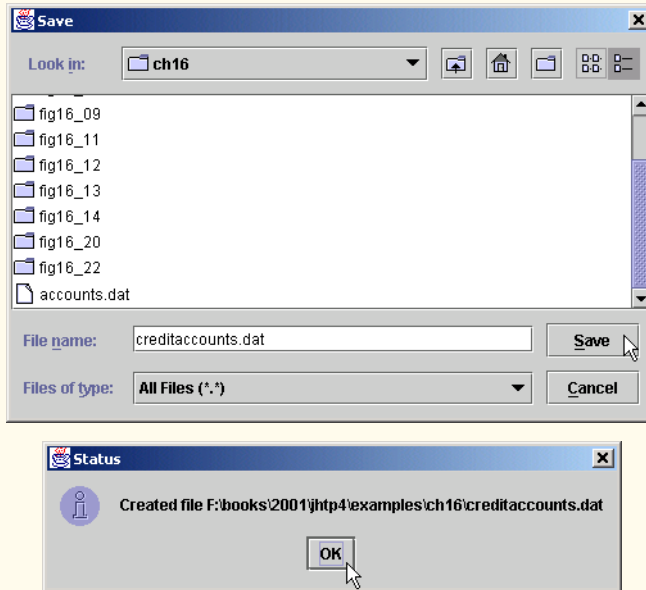 Save
Look in: ch16
fig16_09
fig16_11
fig16_12
fig16_13
fig16_14
fig16_20
fig16_22
accounts.dat
File name: creditaccounts.dat Save
Files of type: All Files (*.*) Cancel
Status
Created file F:\books\2001\jhtp4\examples\ch16\creditaccounts.dat
OK